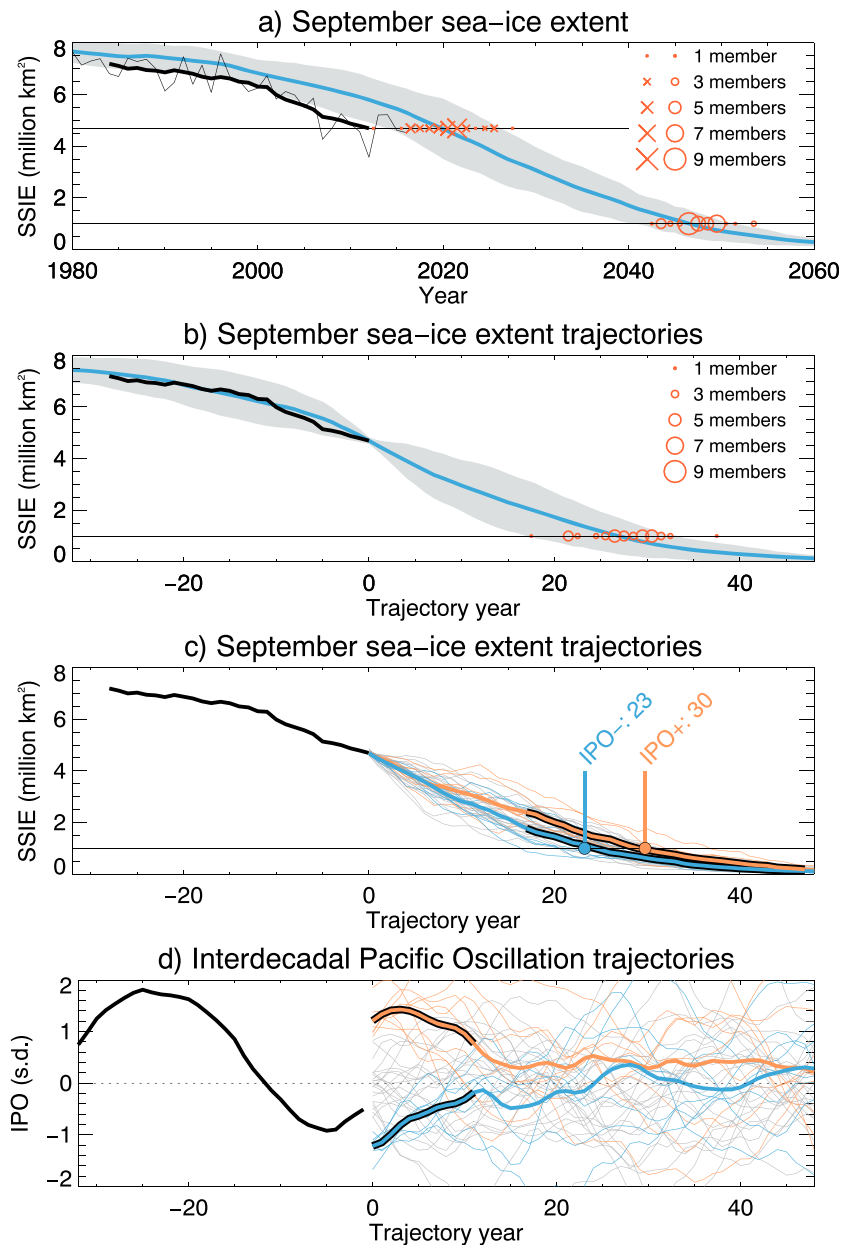 a) September sea−ice extent
8
6
4
2
0
SSIE (million km²)
1 member
3 members
5 members
7 members
9 members
1980
2000
2020
2040
2060
Year
b) September sea−ice extent trajectories
8
6
4
2
0
SSIE (million km²)
1 member
3 members
5 members
7 members
9 members
−20
0
20
40
Trajectory year
c) September sea−ice extent trajectories
8
6
4
2
0
SSIE (million km²)
IPO−: 23
IPO+: 30
−20
0
20
40
Trajectory year
d) Interdecadal Pacific Oscillation trajectories
2
1
0
−1
−2
IPO (s.d.)
−20
0
20
40
Trajectory year